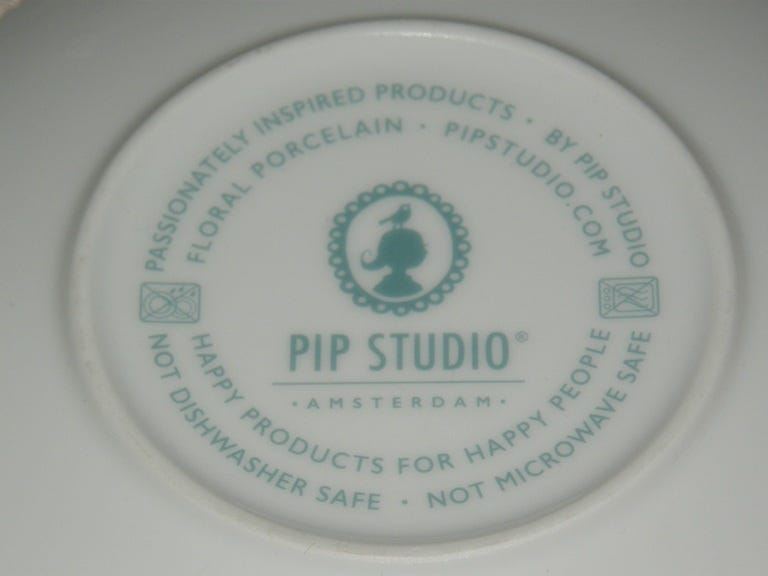 PASSIONATELY INSPIRED PRODUCTS · BY PIP STUDIO
FLORAL PORCELAIN · PIPSTUDIO.COM
PIP STUDIO®
·AMSTERDAM·
HAPPY PRODUCTS FOR HAPPY PEOPLE
NOT DISHWASHER SAFE · NOT MICROWAVE SAFE